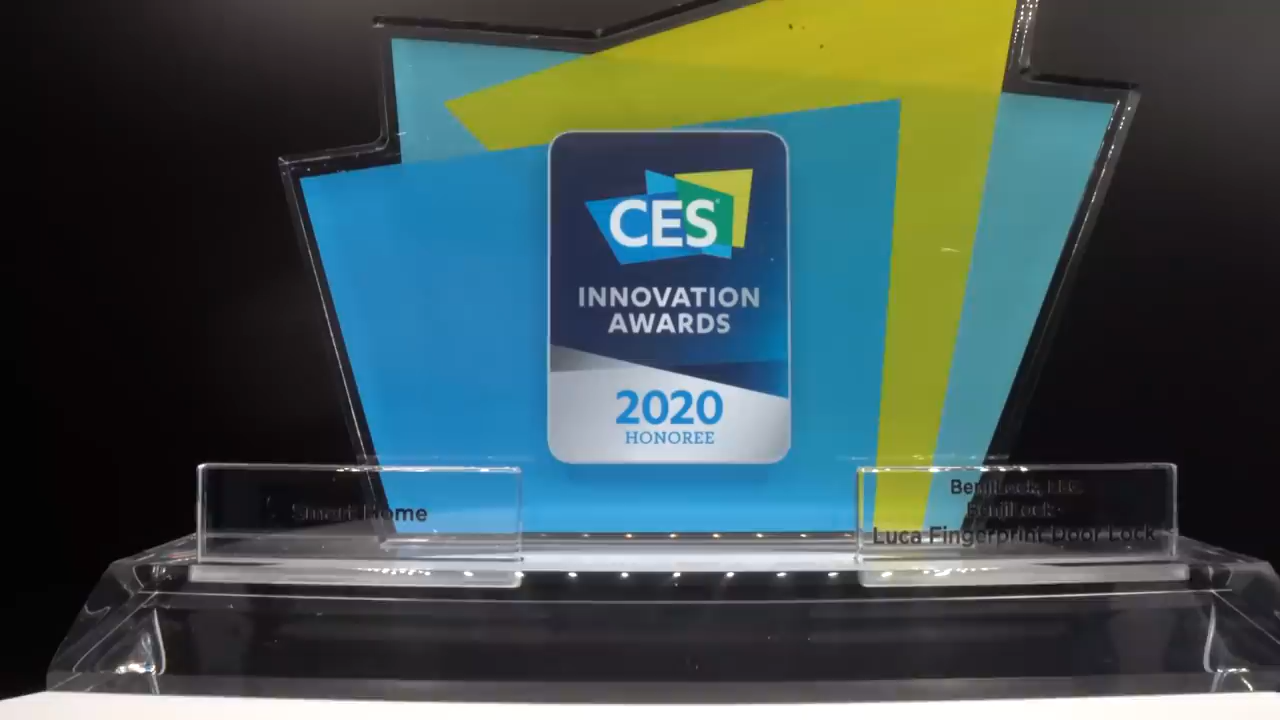 CES
INNOVATION
AWARDS
2020
HONOREE
Smart Home
BenjiLock, LLC
BenjiLock-
Luca Fingerprint Door Lock